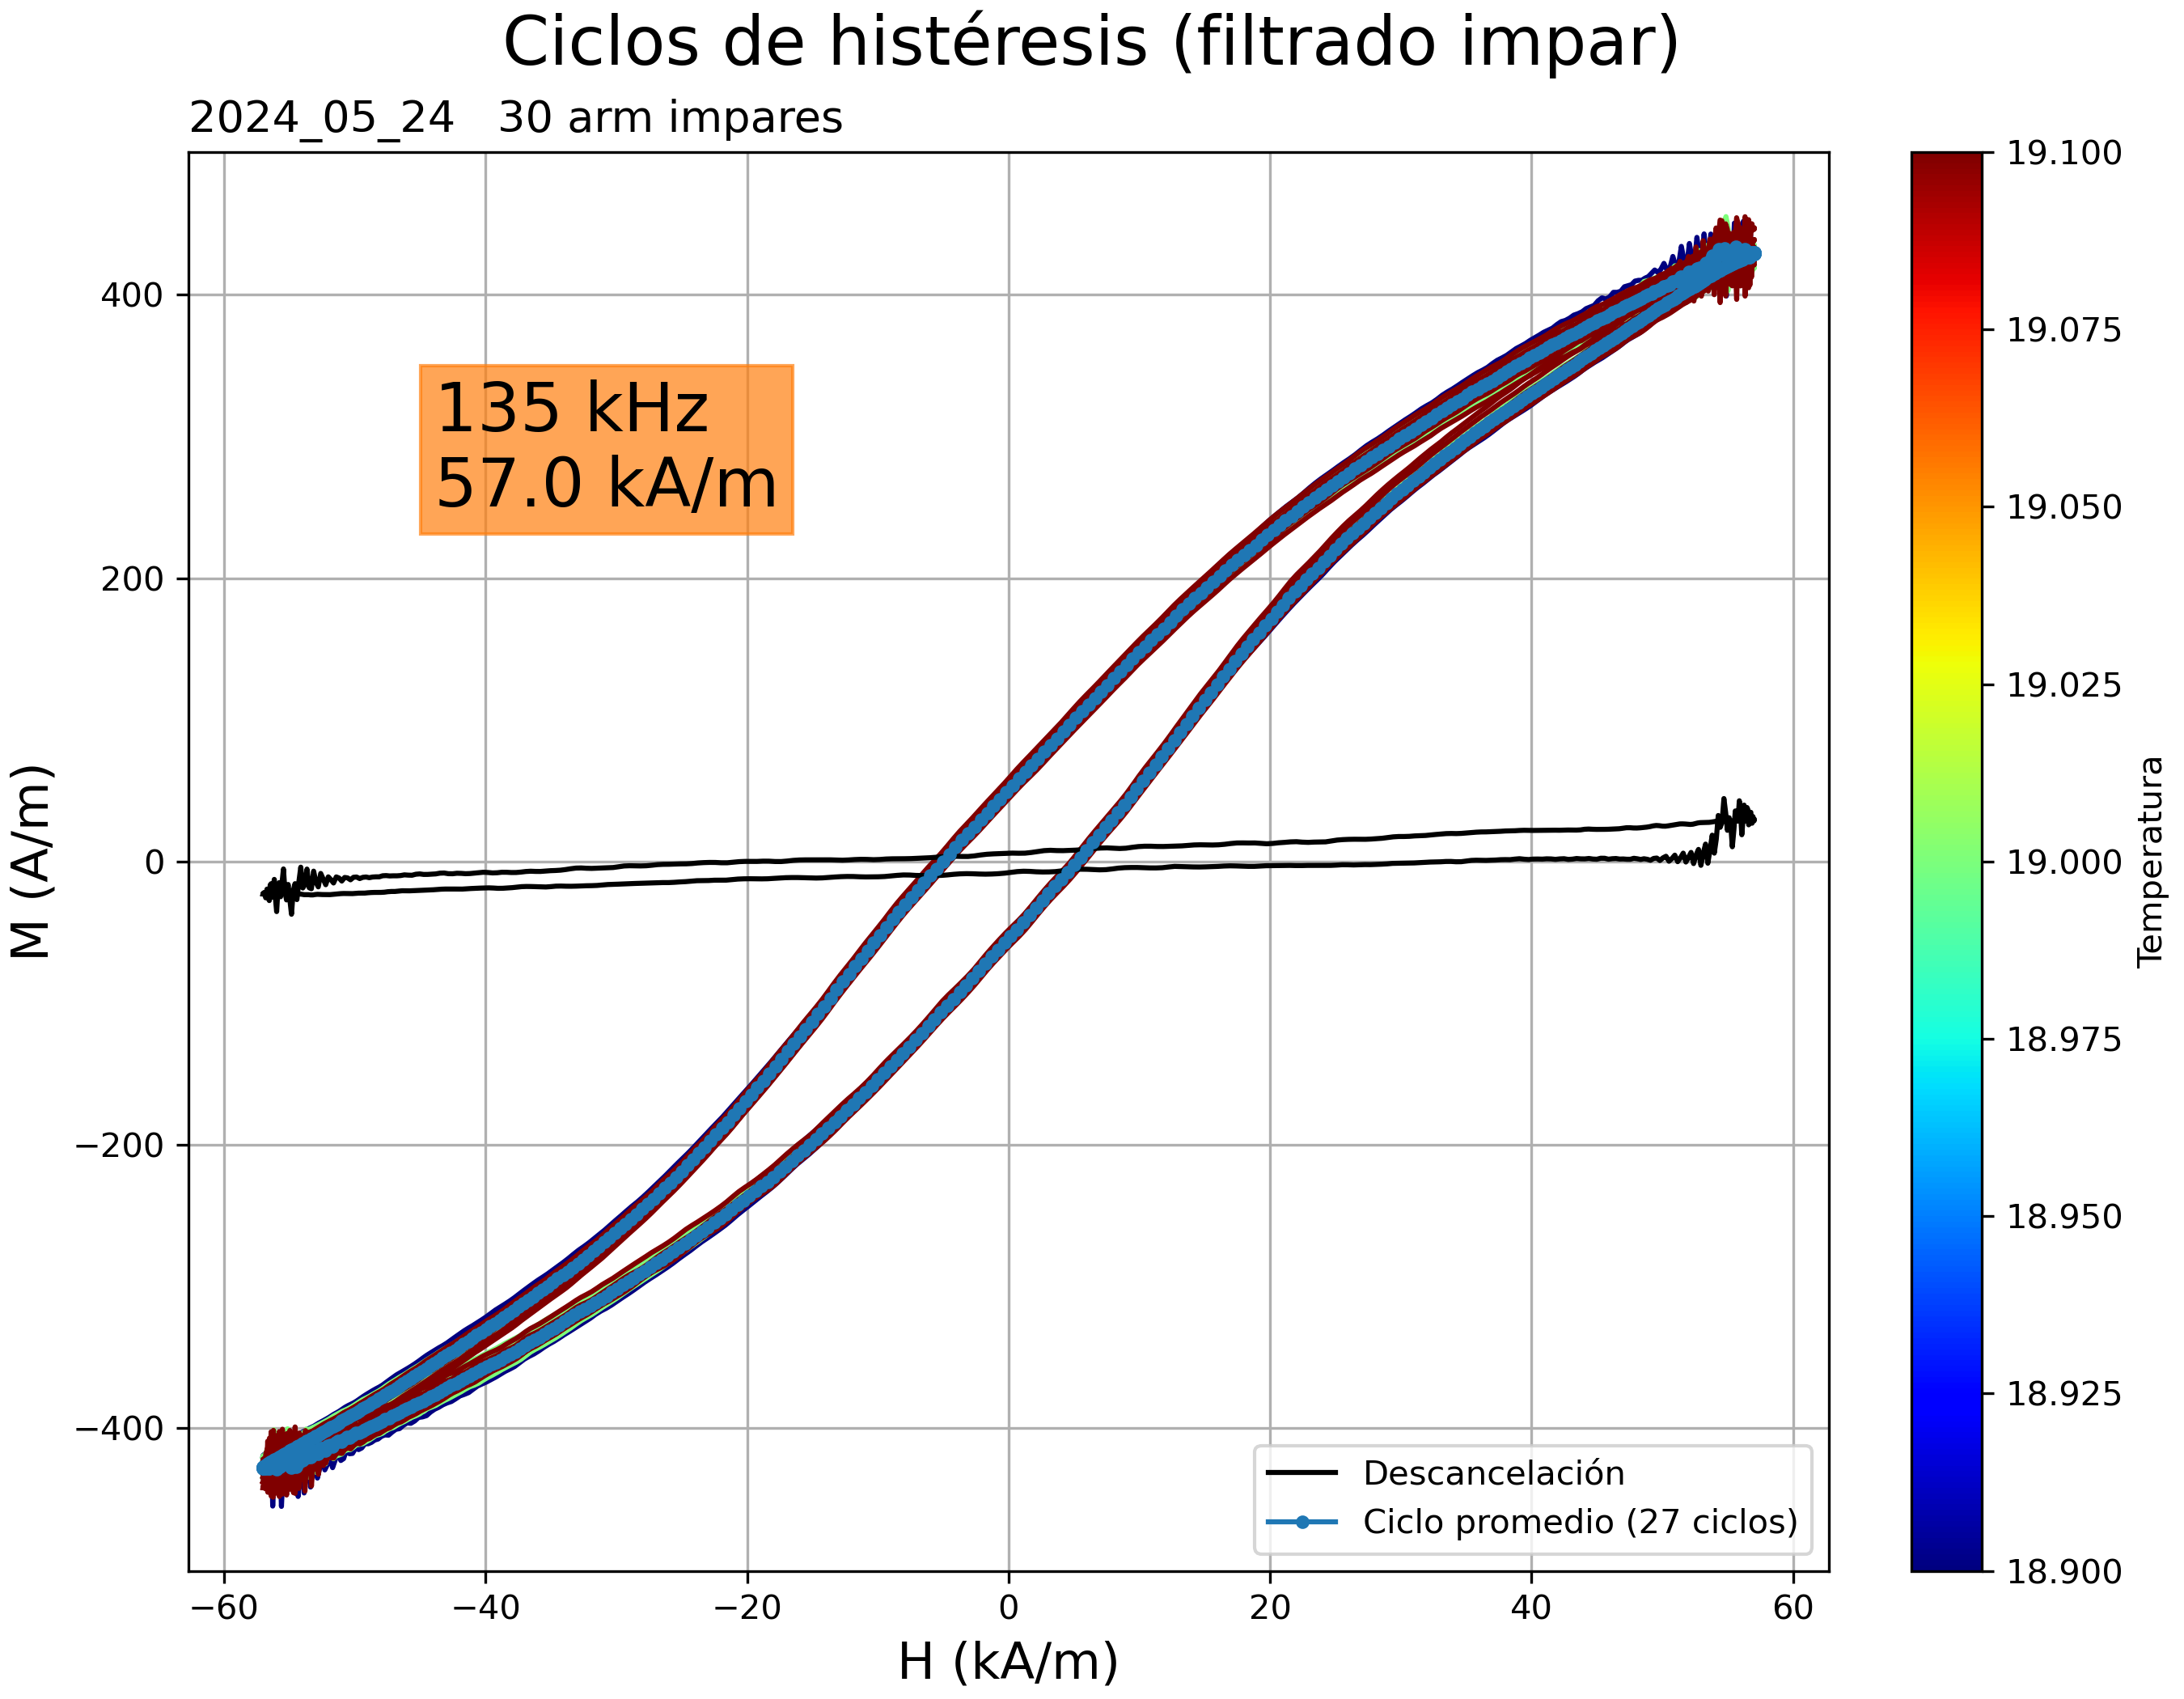 Ciclos de histéresis (filtrado impar)
2024_05_24   30 arm impares
135 kHz
57.0 kA/m
M (A/m)
400
200
0
−200
−400
−60
−40
−20
0
20
40
60
H (kA/m)
Descancelación
Ciclo promedio (27 ciclos)
19.100
19.075
19.050
19.025
19.000
18.975
18.950
18.925
18.900
Temperatura